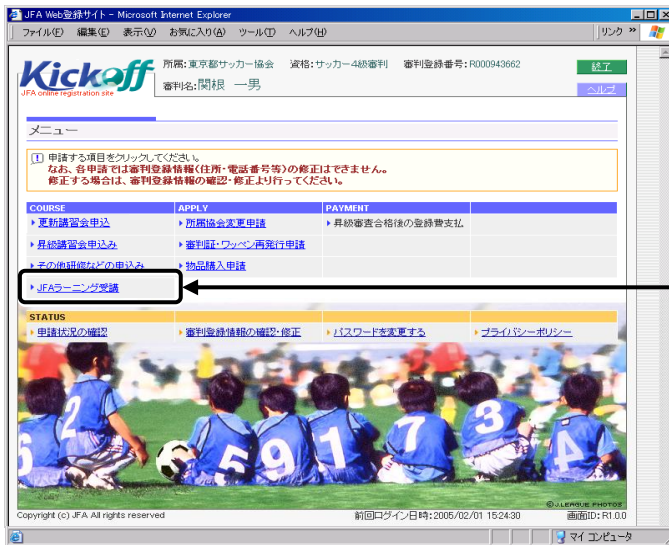 JFA Web登録サイト - Microsoft Internet Explorer
ファイル(F) 編集(E) 表示(V) お気に入り(A) ツール(T) ヘルプ(H) リンク »
Kickoff
JFA online registration site
所属:東京都サッカー協会 資格:サッカー4級審判 審判登録番号:R000943662
審判名:関根 一男
終了
ヘルプ
メニュー
申請する項目をクリックしてください。
なお、各申請では審判登録情報(住所・電話番号等)の修正はできません。
修正する場合は、審判登録情報の確認・修正より行ってください。
COURSE APPLY PAYMENT
更新講習会申込 所属協会変更申請 昇級審査合格後の登録費支払
昇級講習会申込み 審判証・ワッペン再発行申請
その他研修などの申込み 物品購入申請
JFAラーニング受講
STATUS
申請状況の確認 審判登録情報の確認・修正 パスワードを変更する プライバシーポリシー
5 9 1 7 3 4
©J.LEAGUE PHOTOS
Copyright (c) JFA All rights reserved 前回ログイン日時:2005/02/01 15:24:30 画面ID:R1.0.0
マイ コンピュータ